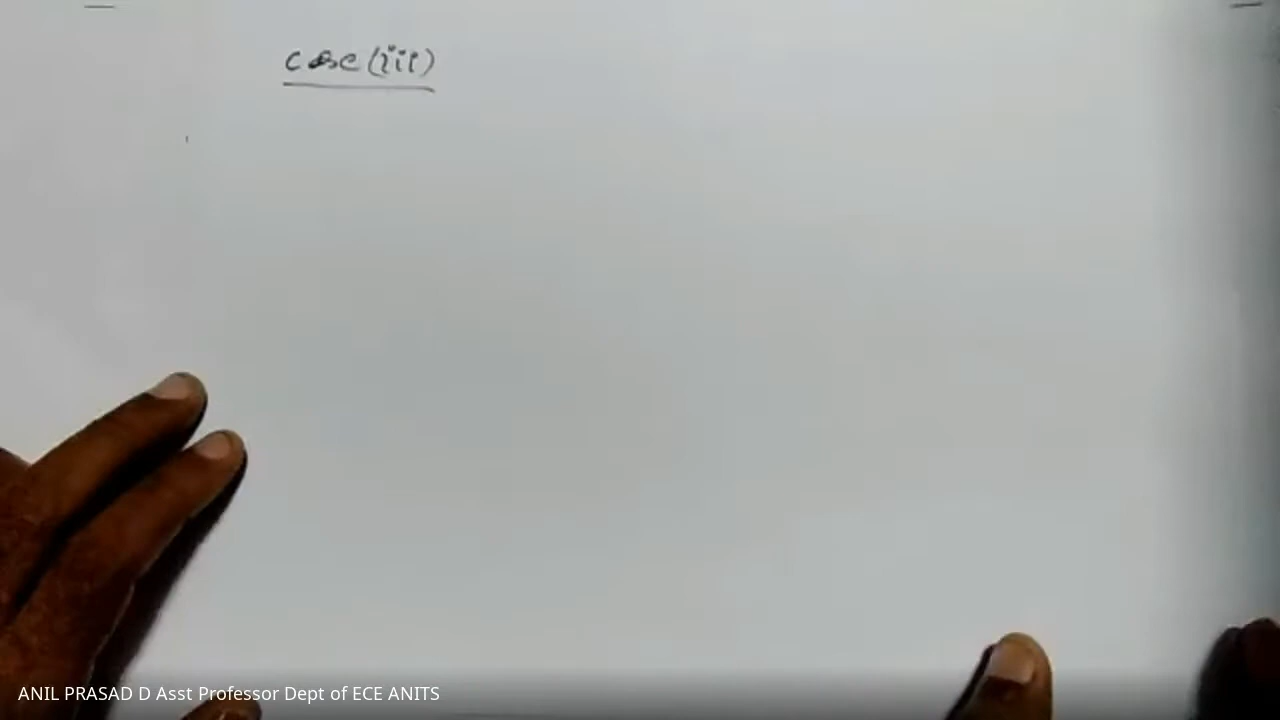 case (iii)
ANIL PRASAD D Asst Professor Dept of ECE ANITS